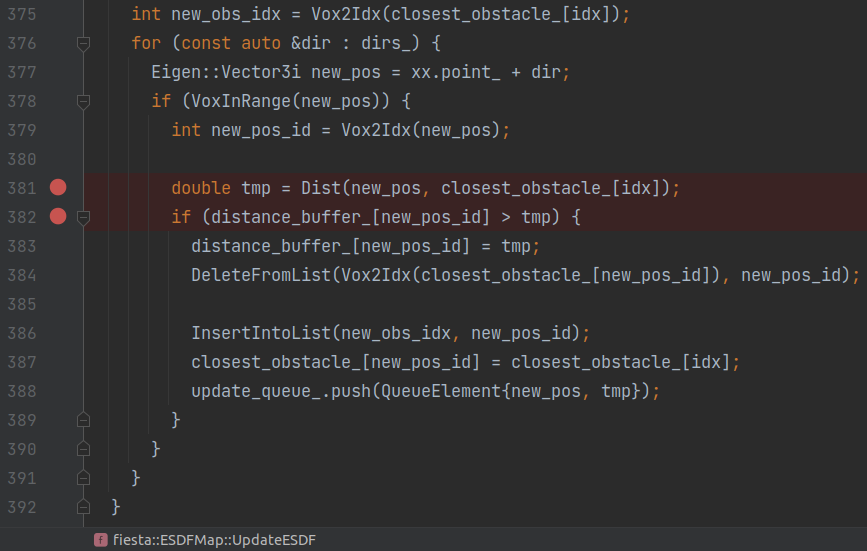 375 int new_obs_idx = Vox2Idx(closest_obstacle_[idx]);
376 for (const auto &dir : dirs_) {
377 Eigen::Vector3i new_pos = xx.point_ + dir;
378 if (VoxInRange(new_pos)) {
379 int new_pos_id = Vox2Idx(new_pos);
380
381 double tmp = Dist(new_pos, closest_obstacle_[idx]);
382 if (distance_buffer_[new_pos_id] > tmp) {
383 distance_buffer_[new_pos_id] = tmp;
384 DeleteFromList(Vox2Idx(closest_obstacle_[new_pos_id]), new_pos_id);
385
386 InsertIntoList(new_obs_idx, new_pos_id);
387 closest_obstacle_[new_pos_id] = closest_obstacle_[idx];
388 update_queue_.push(QueueElement{new_pos, tmp});
389 }
390 }
391 }
392 }
f fiesta::ESDFMap::UpdateESDF